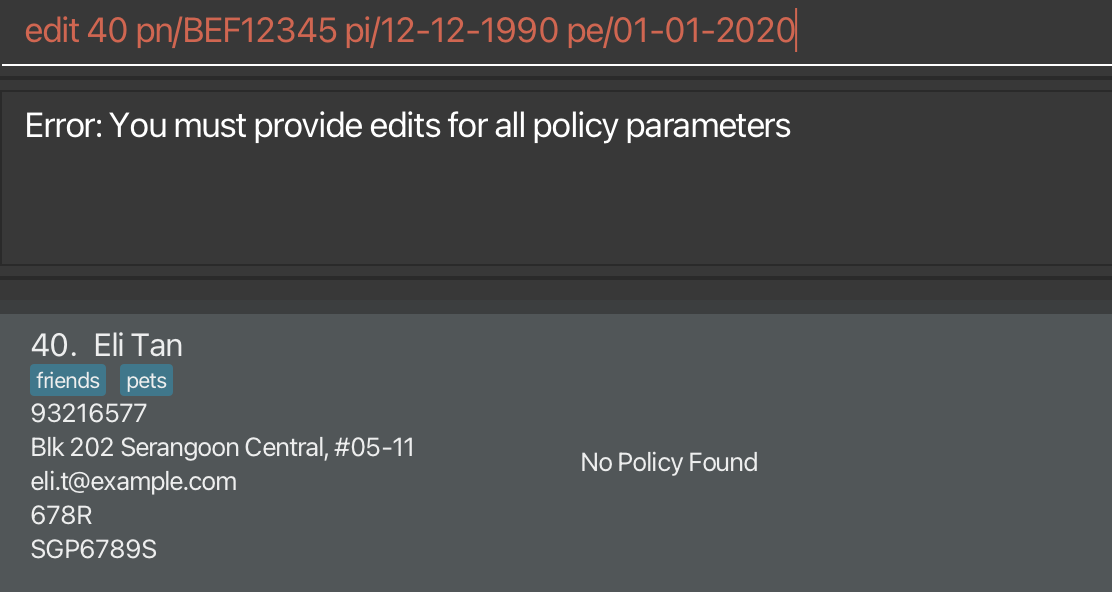 edit 40 pn/BEF12345 pi/12-12-1990 pe/01-01-2020
Error: You must provide edits for all policy parameters
40. Eli Tan
friends pets
93216577
Blk 202 Serangoon Central, #05-11
eli.t@example.com
678R
SGP6789S
No Policy Found